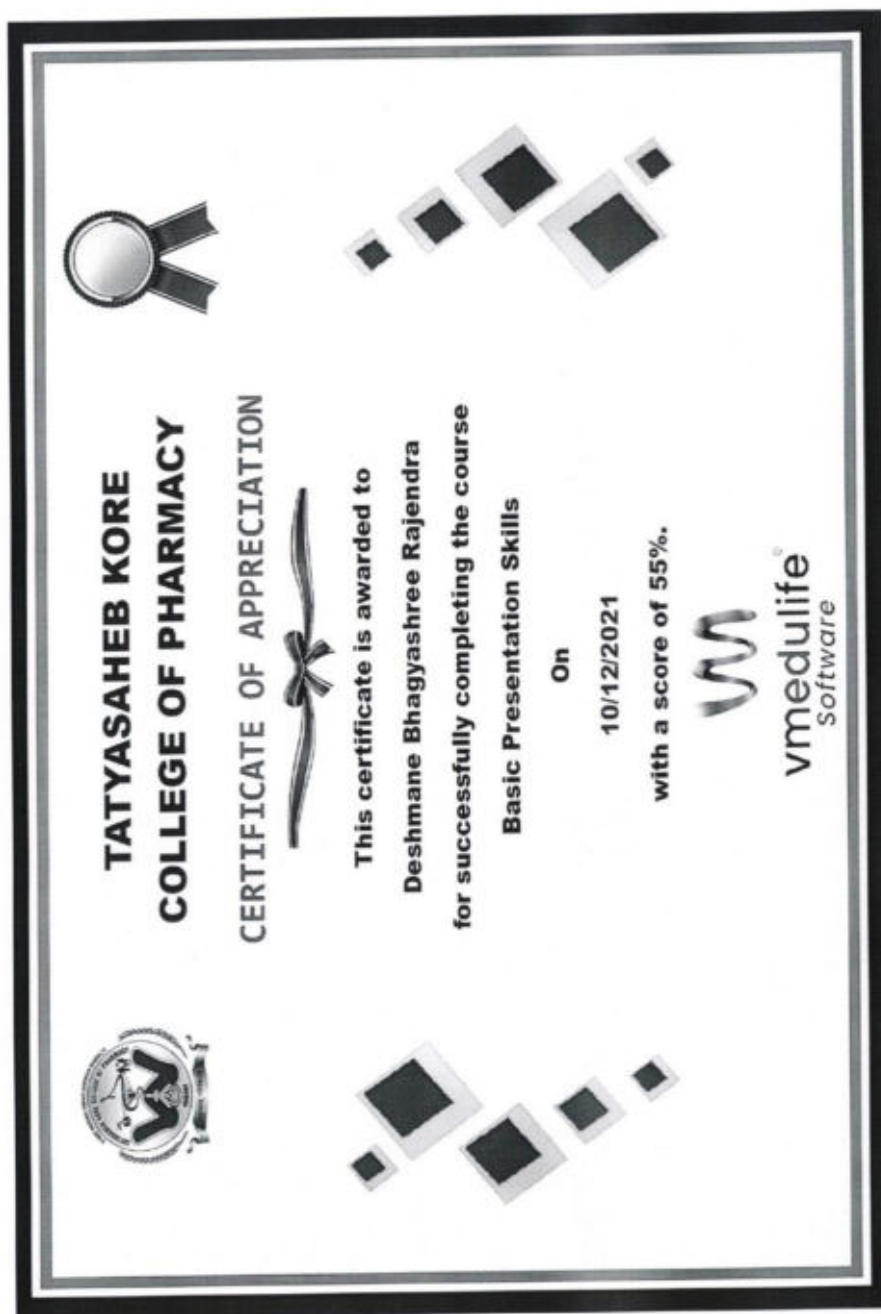 TATYASAHEB KORE
COLLEGE OF PHARMACY
CERTIFICATE OF APPRECIATION
This certificate is awarded to
Deshmane Bhagyashree Rajendra
for successfully completing the course
Basic Presentation Skills
On
10/12/2021
with a score of 55%.
vmedulife
Software